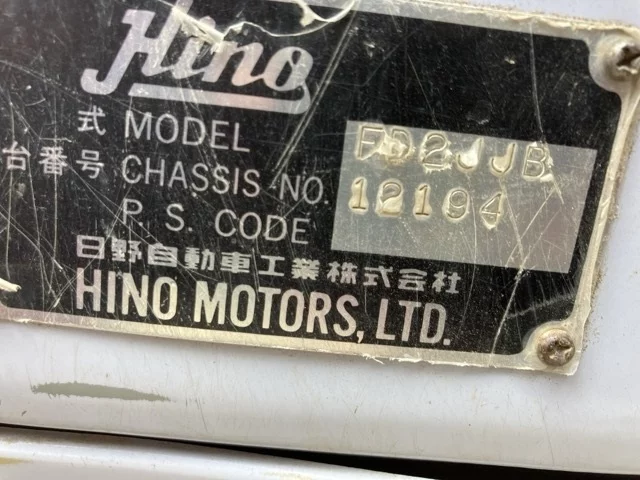 Hino
式 MODEL FD2JJB
台番号 CHASSIS NO. 12194
P. S. CODE
日野自動車工業株式会社
HINO MOTORS, LTD.